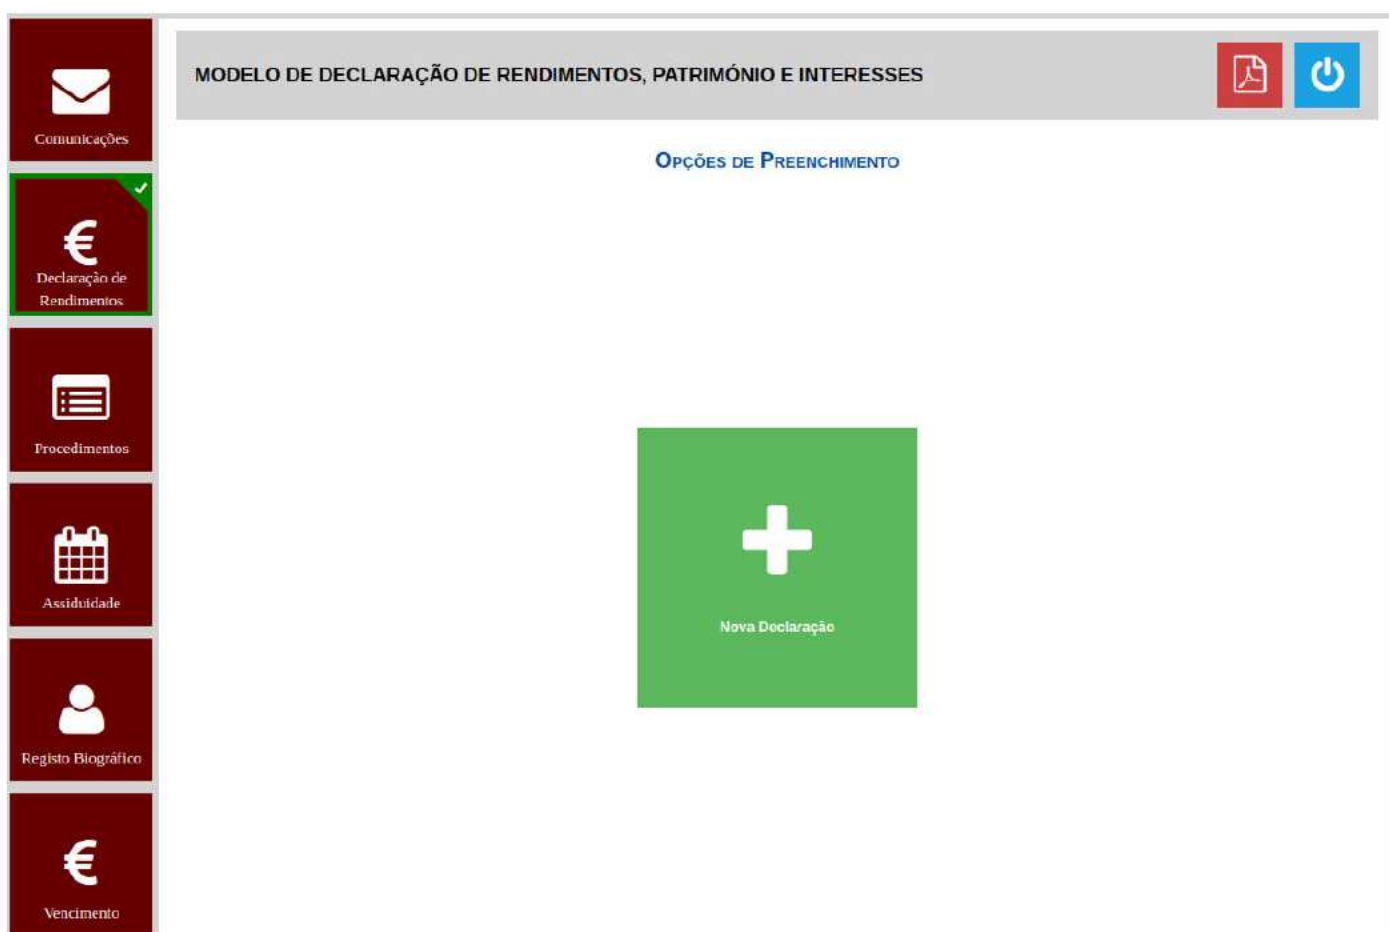 MODELO DE DECLARAÇÃO DE RENDIMENTOS, PATRIMÓNIO E INTERESSES
OPÇÕES DE PREENCHIMENTO
Comunicações
€
Declaração de
Rendimentos
Procedimentos
Assiduidade
Registo Biográfico
€
Vencimento
Nova Declaração